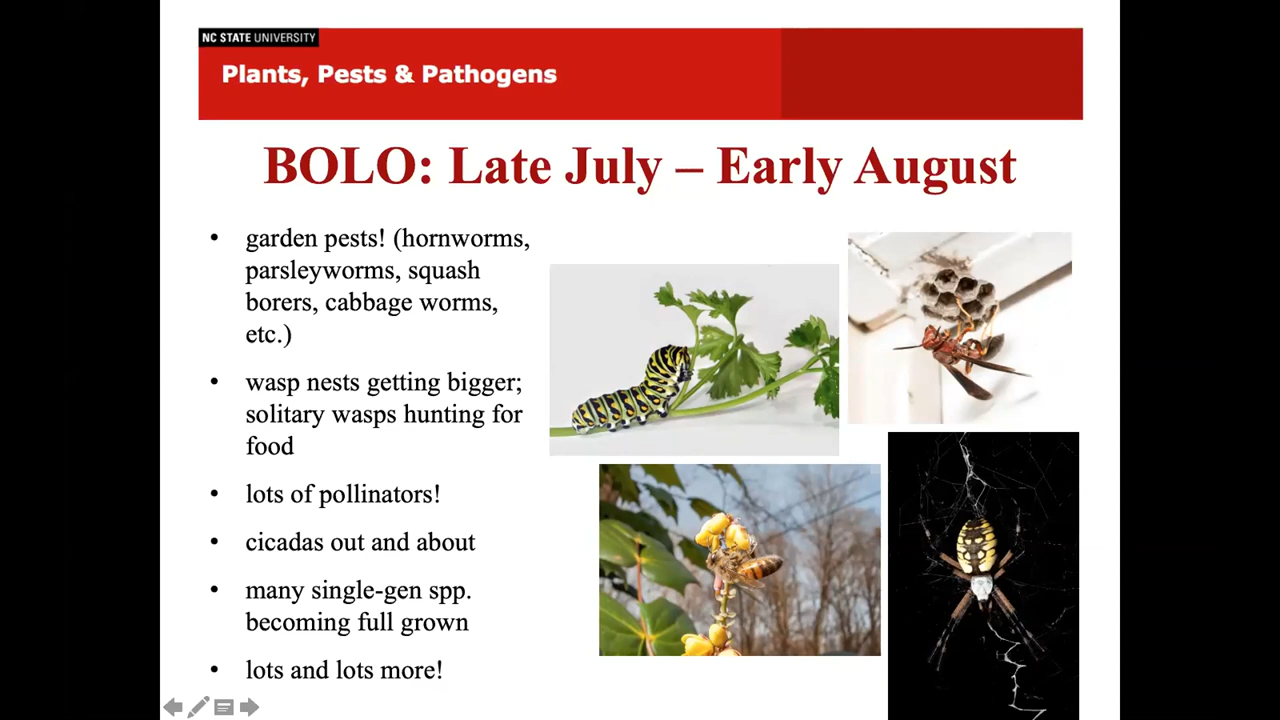 NC STATE UNIVERSITY
Plants, Pests & Pathogens
BOLO: Late July – Early August
• garden pests! (hornworms,
parsleyworms, squash
borers, cabbage worms,
etc.)
• wasp nests getting bigger;
solitary wasps hunting for
food
• lots of pollinators!
• cicadas out and about
• many single-gen spp.
becoming full grown
• lots and lots more!